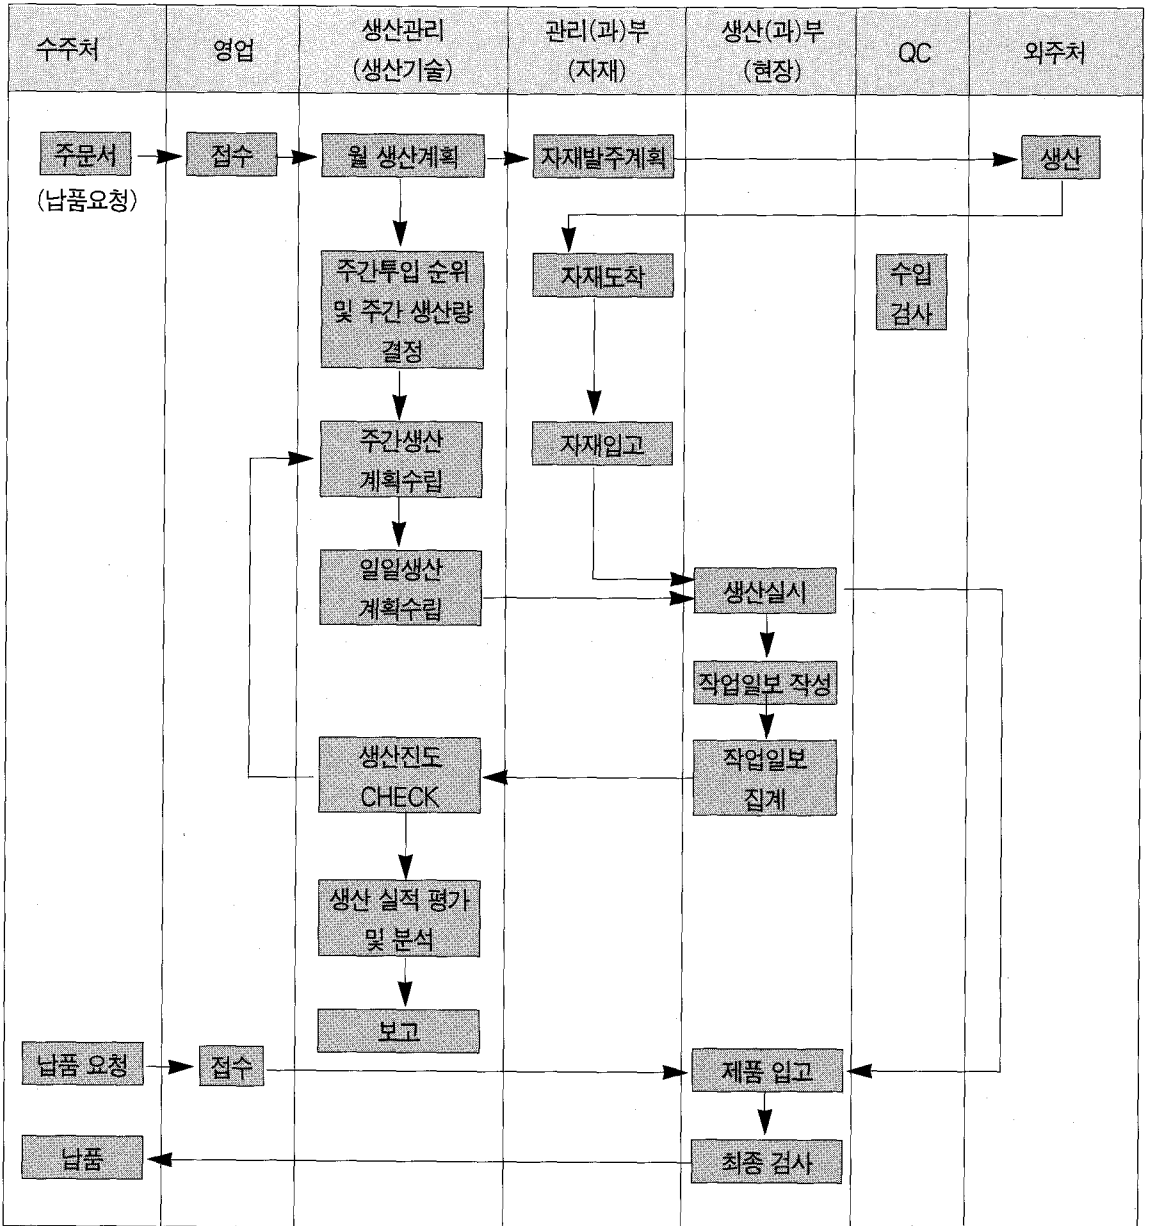 수주처
영업
생산관리
(생산기술)
관리(과)부
(자재)
생산(과)부
(현장)
QC
외주처
주문서
(납품요청)
접수
월 생산계획
자재발주계획
생산
주간투입 순위
및 주간 생산량
결정
자재도착
수입
검사
주간생산
계획수립
자재입고
일일생산
계획수립
생산실시
작업일보 작성
생산진도
CHECK
작업일보
집계
생산 실적 평가
및 분석
보고
납품 요청
접수
제품 입고
납품
최종 검사